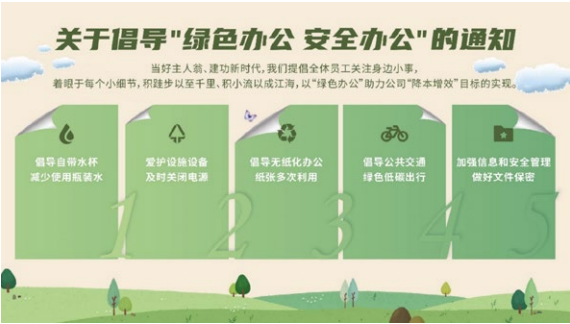 关于倡导"绿色办公 安全办公"的通知
当好主人翁、建功新时代,我们提倡全体员工关注身边小事,
着眼于每个小细节,积跬步以至千里、积小流以成江海,以“绿色办公”助力公司“降本增效”目标的实现。
倡导自带水杯
减少使用瓶装水
1
爱护设施设备
及时关闭电源
2
倡导无纸化办公
纸张多次利用
3
倡导公共交通
绿色低碳出行
4
加强信息和安全管理
做好文件保密
5